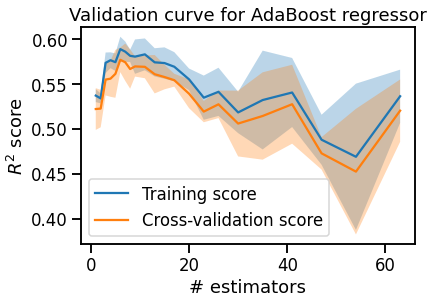 Validation curve for AdaBoost regressor
0.60
0.55
0.50
0.45
0.40
R² score
Training score
Cross-validation score
0 20 40 60
# estimators